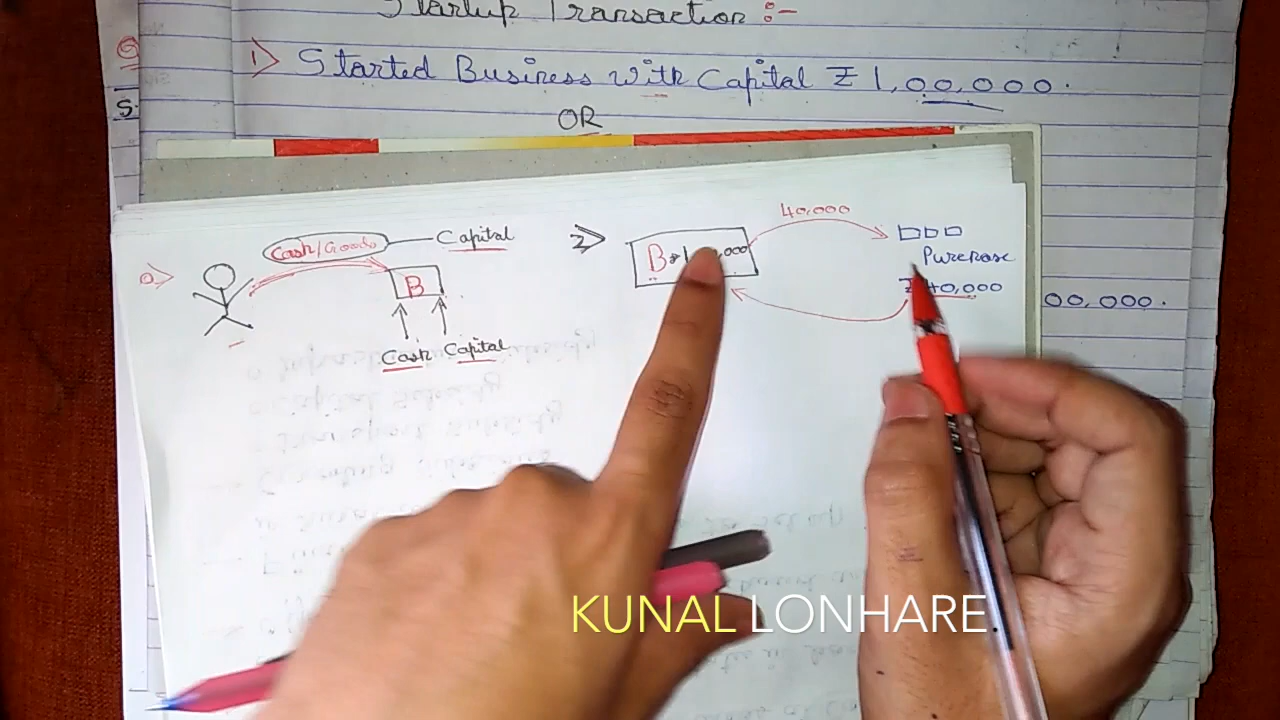 Startup Transaction :-
1) Started Business with Capital ₹ 1,00,000.
OR
Cash/Goods
Capital
B
Cash Capital
2)
B
,000
40,000
Purchase
40,000
00,000.
KUNAL LONHARE.